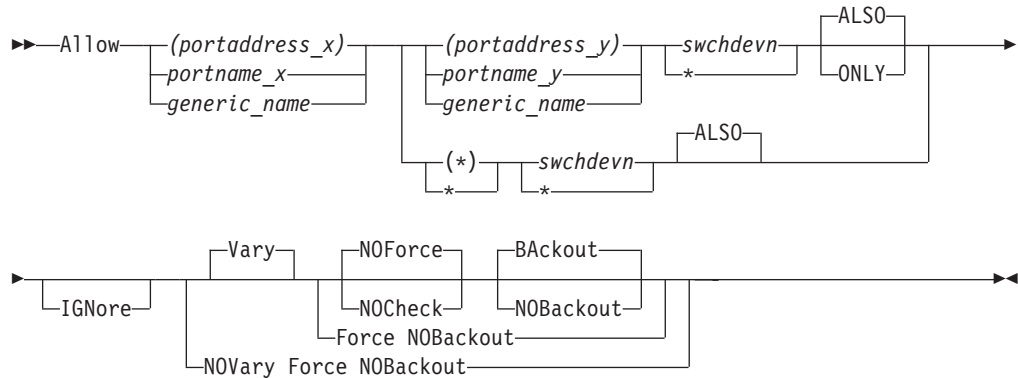 ALSO
Allow (portaddress_x) (portaddress_y) swchdevn
portname_x portname_y * ONLY
generic_name generic_name
ALSO
(*) swchdevn
* *
Vary NOForce BAckout
IGNore NOCheck NOBackout
Force NOBackout
NOVary Force NOBackout